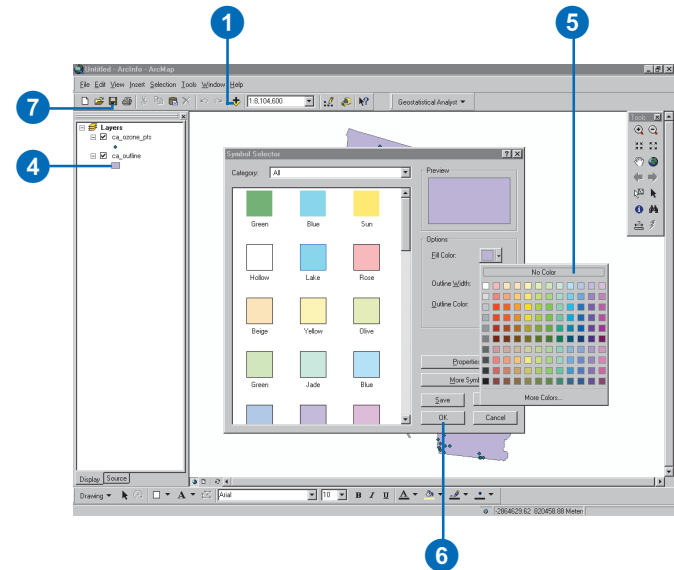 1
5
Untitled - ArcInfo - ArcMap
File Edit View Insert Selection Tools Window Help
1:8,104,600
Geostatistical Analyst
7
Layers
ca_ozone_pts
ca_outline
4
Tools
Symbol Selector
Category: All
Preview
Green Blue Sun
Hollow Lake Rose
Beige Yellow Olive
Green Jade Blue
Options
Fill Color:
No Color
Outline Width:
Outline Color:
More Colors...
Properties
More Symb
Save
OK
Cancel
Display Source
Drawing
A
Arial
10
B I U
A
-2864629.62 820458.88 Meters
6